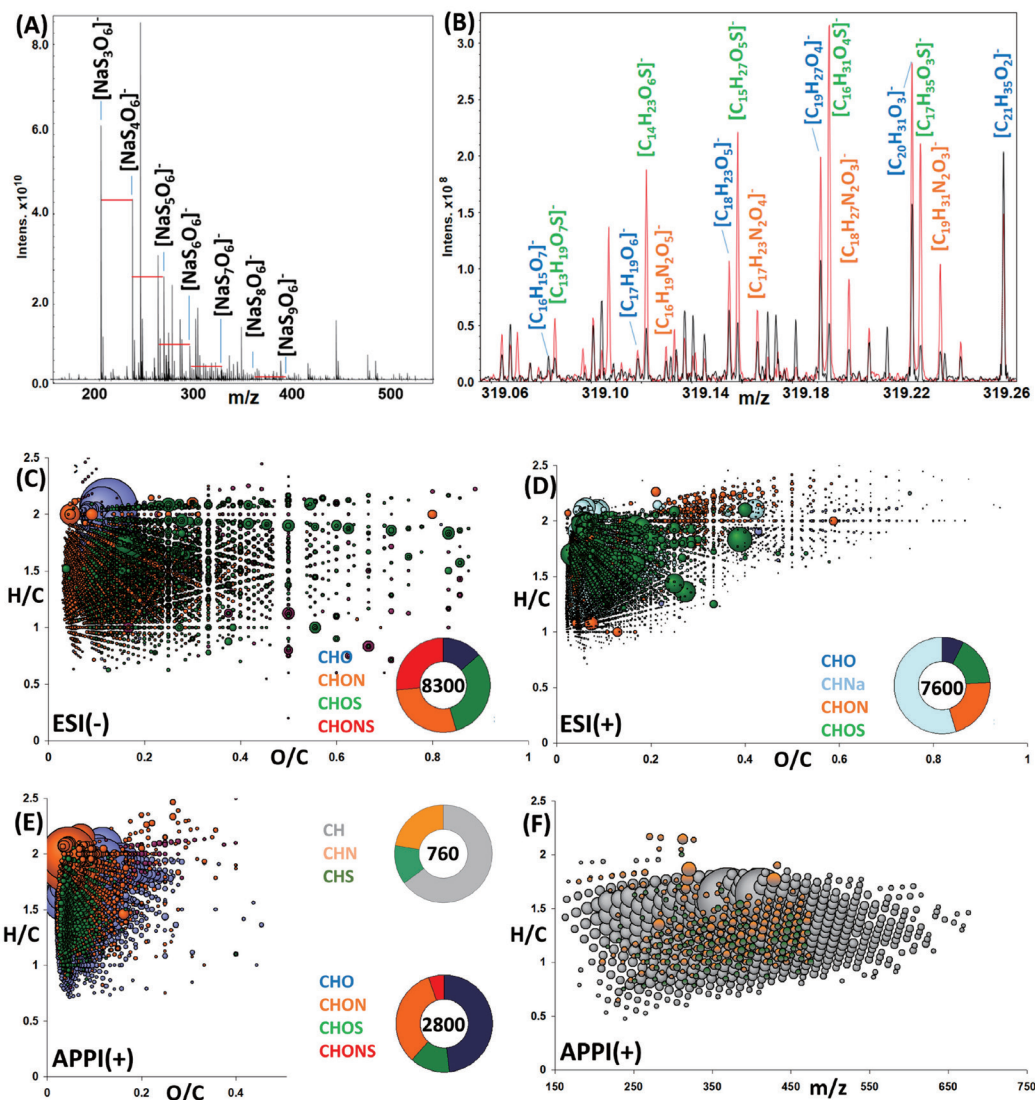 (A)
8.0
6.0
4.0
2.0
0.0
Intens. x10¹⁰
[NaS₃O₆]⁻
[NaS₄O₆]⁻
[NaS₅O₆]⁻
[NaS₆O₆]⁻
[NaS₇O₆]⁻
[NaS₈O₆]⁻
[NaS₉O₆]⁻
200
300
400
500
m/z
(B)
3.0
2.5
2.0
1.5
1.0
0.5
0.0
Intens. x10⁸
[C₁₆H₁₅O₇]⁻
[C₁₃H₁₉O₇S]⁻
[C₁₇H₁₉O₆]⁻
[C₁₄H₂₃O₆S]⁻
[C₁₆H₁₉N₂O₅]⁻
[C₁₈H₂₃O₅]⁻
[C₁₅H₂₇O₅S]⁻
[C₁₇H₂₃N₂O₄]⁻
[C₁₉H₂₇O₄]⁻
[C₁₆H₃₁O₄S]⁻
[C₁₈H₂₇N₂O₃]⁻
[C₂₀H₃₁O₃]⁻
[C₁₇H₃₅O₃S]⁻
[C₁₉H₃₁N₂O₃]⁻
[C₂₁H₃₅O₂]⁻
319.06
319.10
319.14
319.18
319.22
319.26
m/z
(C)
2.5
2
1.5
H/C
1
0.5
0
CHO
CHON
CHOS
CHONS
8300
ESI(-)
0
0.2
0.4
0.6
0.8
1
O/C
(D)
2.5
2
1.5
H/C
1
0.5
0
CHO
CHNa
CHON
CHOS
7600
ESI(+)
0
0.2
0.4
0.6
0.8
1
O/C
(E)
2.5
2
1.5
H/C
1
0.5
0
APPI(+)
0
0.2
0.4
O/C
CH
CHN
CHS
760
CHO
CHON
CHOS
CHONS
2800
(F)
2.5
2
1.5
H/C
1
0.5
0
APPI(+)
150
250
350
450
550
650
750
m/z